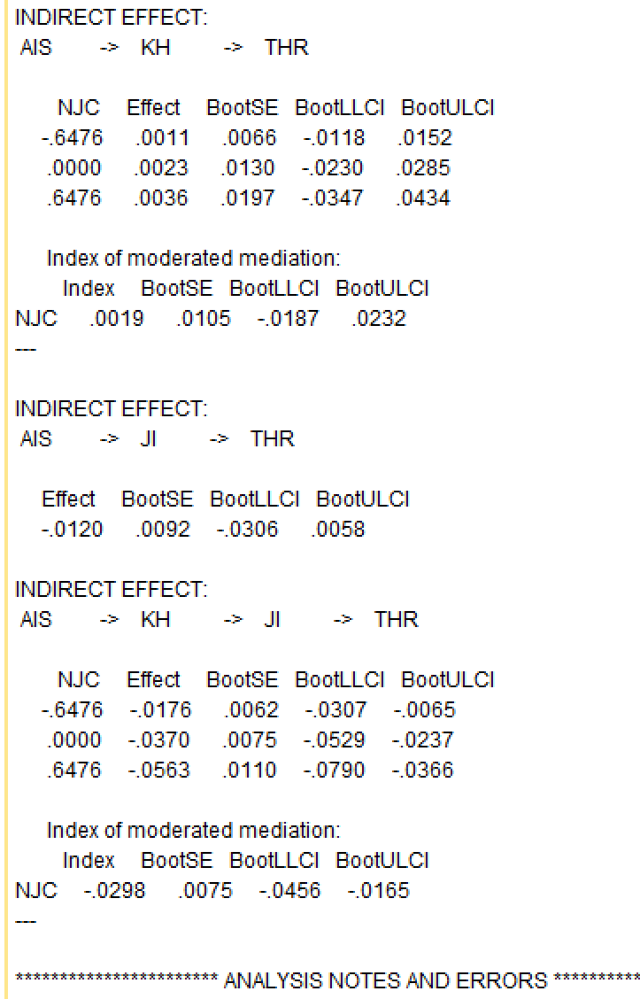 INDIRECT EFFECT:
AIS -> KH -> THR
NJC Effect BootSE BootLLCI BootULCI
-.6476 .0011 .0066 -.0118 .0152
.0000 .0023 .0130 -.0230 .0285
.6476 .0036 .0197 -.0347 .0434
Index of moderated mediation:
Index BootSE BootLLCI BootULCI
NJC .0019 .0105 -.0187 .0232
---
INDIRECT EFFECT:
AIS -> JI -> THR
Effect BootSE BootLLCI BootULCI
-.0120 .0092 -.0306 .0058
INDIRECT EFFECT:
AIS -> KH -> JI -> THR
NJC Effect BootSE BootLLCI BootULCI
-.6476 -.0176 .0062 -.0307 -.0065
.0000 -.0370 .0075 -.0529 -.0237
.6476 -.0563 .0110 -.0790 -.0366
Index of moderated mediation:
Index BootSE BootLLCI BootULCI
NJC -.0298 .0075 -.0456 -.0165
---
*********************** ANALYSIS NOTES AND ERRORS **********